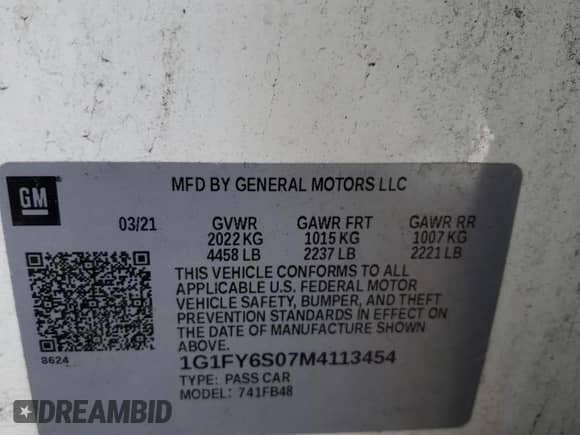 GM
MFD BY GENERAL MOTORS LLC
03/21 GVWR GAWR FRT GAWR RR
2022 KG 1015 KG 1007 KG
4458 LB 2237 LB 2221 LB
THIS VEHICLE CONFORMS TO ALL
APPLICABLE U.S. FEDERAL MOTOR
VEHICLE SAFETY, BUMPER, AND THEFT
PREVENTION STANDARDS IN EFFECT ON
THE DATE OF MANUFACTURE SHOWN
ABOVE.
8624
1G1FY6S07M4113454
TYPE: PASS CAR
MODEL: 741FB48
DREAMBID